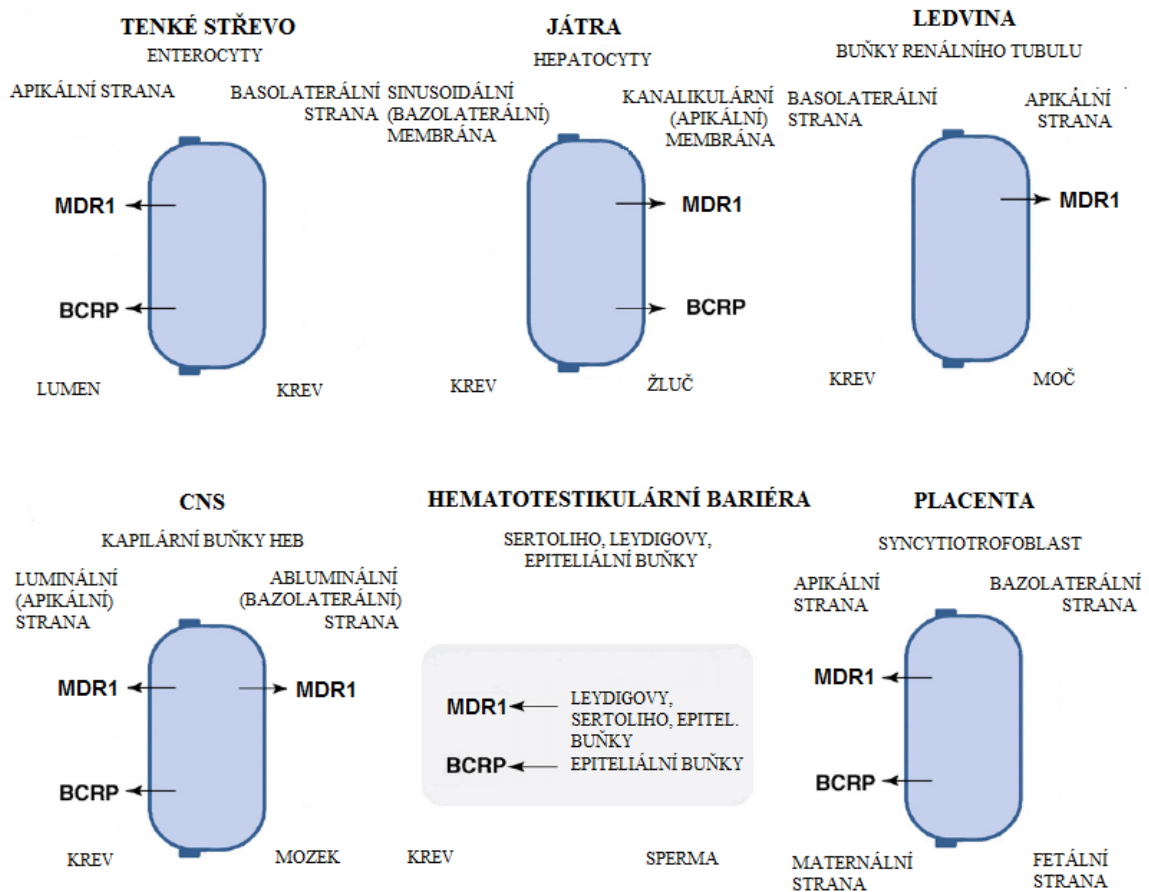 TENKÉ STŘEVO
ENTEROCYTY
APIKÁLNÍ STRANA
BASOLATERÁLNÍ
STRANA
MDR1
BCRP
LUMEN
KREV
JÁTRA
HEPATOCYTY
SINUSOIDÁLNÍ
(BAZOLATERÁLNÍ)
MEMBRÁNA
KANALIKULÁRNÍ
(APIKÁLNÍ)
MEMBRÁNA
MDR1
BCRP
KREV
ŽLUČ
LEDVINA
BUŇKY RENÁLNÍHO TUBULU
BASOLATERÁLNÍ
STRANA
APIKÁLNÍ
STRANA
MDR1
KREV
MOČ
CNS
KAPILÁRNÍ BUŇKY HEB
LUMINÁLNÍ
(APIKÁLNÍ)
STRANA
ABLUMINÁLNÍ
(BAZOLATERÁLNÍ)
STRANA
MDR1
MDR1
BCRP
KREV
MOZEK
HEMATOTESTIKULÁRNÍ BARIÉRA
SERTOLIHO, LEYDIGOVY,
EPITELIÁLNÍ BUŇKY
MDR1
LEYDIGOVY,
SERTOLIHO, EPITEL.
BUŇKY
BCRP
EPITELIÁLNÍ BUŇKY
KREV
SPERMA
PLACENTA
SYNCYTIOTROFOBLAST
APIKÁLNÍ
STRANA
BAZOLATERÁLNÍ
STRANA
MDR1
BCRP
MATERNÁLNÍ
STRANA
FETÁLNÍ
STRANA